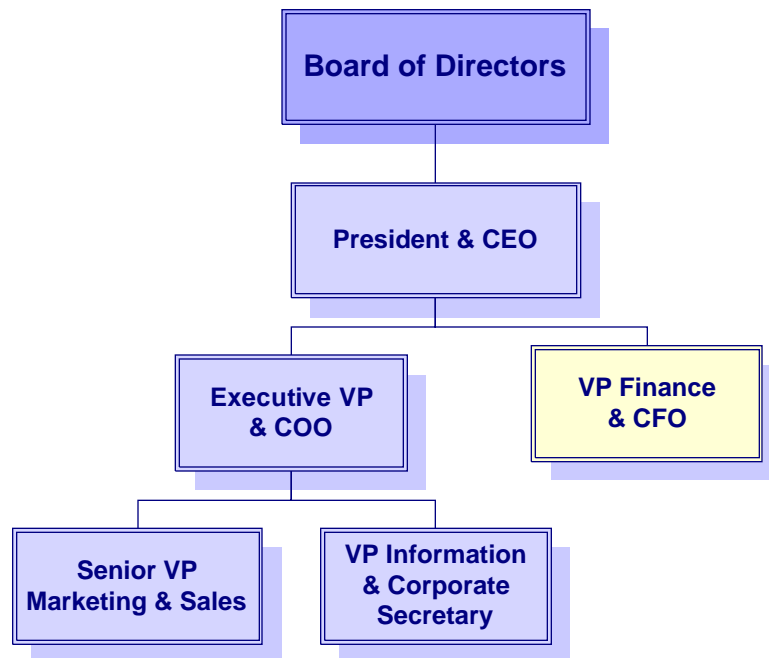 Board of Directors
President & CEO
Executive VP
& COO
VP Finance
& CFO
Senior VP
Marketing & Sales
VP Information
& Corporate
Secretary